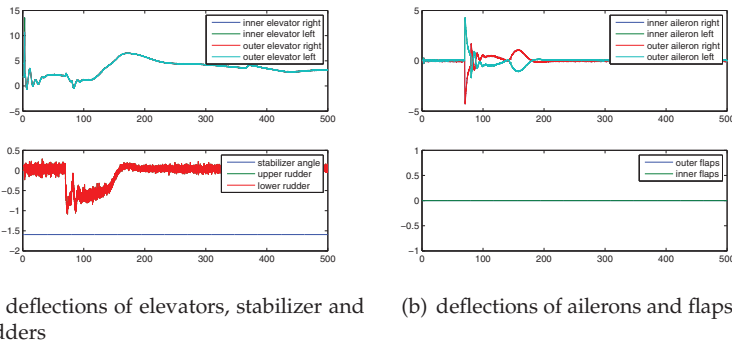 15
10
5
0
−5
0 100 200 300 400 500
inner elevator right
inner elevator left
outer elevator right
outer elevator left
5
0
−5
0 100 200 300 400 500
inner aileron right
inner aileron left
outer aileron right
outer aileron left
0.5
0
−0.5
−1
−1.5
−2
0 100 200 300 400 500
stabilizer angle
upper rudder
lower rudder
1
0.5
0
−0.5
−1
0 100 200 300 400 500
outer flaps
inner flaps
deflections of elevators, stabilizer and
dders
(b) deflections of ailerons and flaps